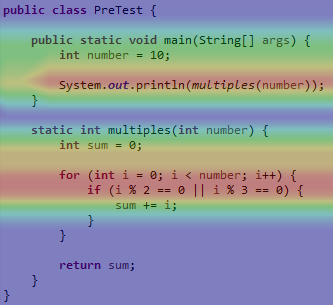 public class PreTest {
public static void main(String[] args) {
int number = 10;
System.out.println(multiples(number));
}
static int multiples(int number) {
int sum = 0;
for (int i = 0; i < number; i++) {
if (i % 2 == 0 || i % 3 == 0) {
sum += i;
}
}
return sum;
}
}